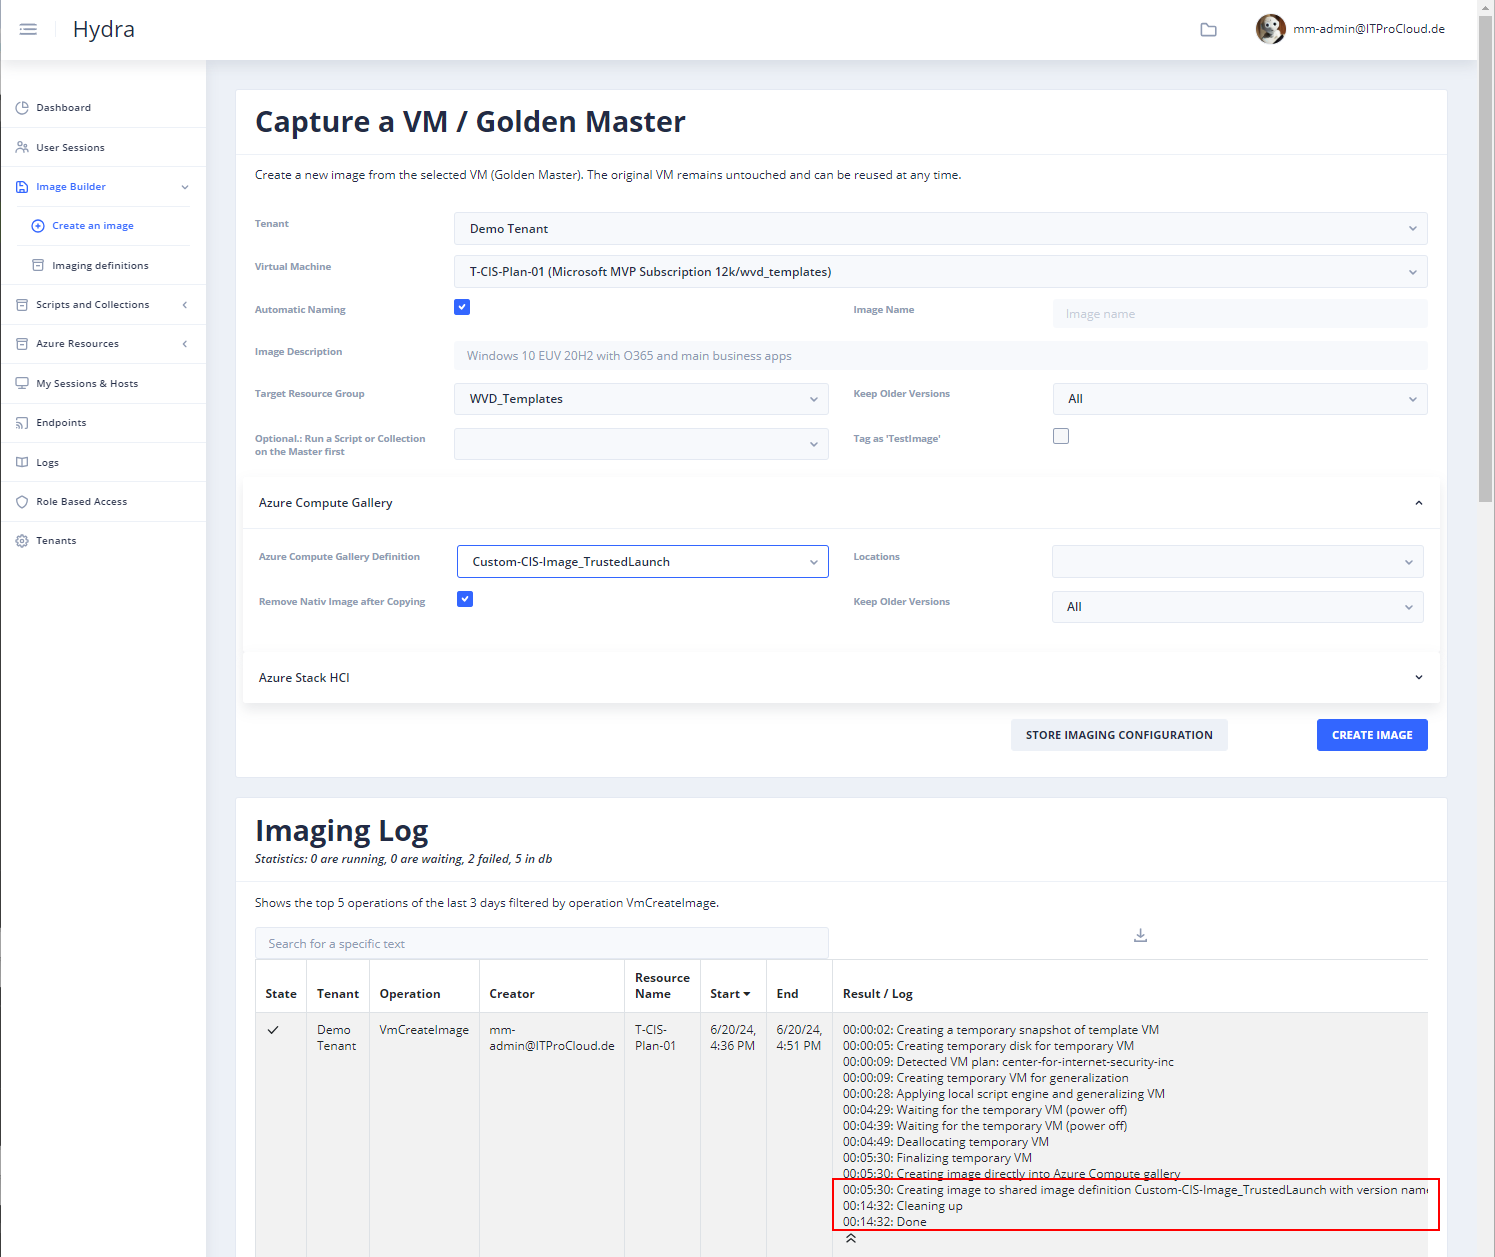 Hydra
mm-admin@ITProCloud.de
Dashboard
User Sessions
Image Builder
Create an image
Imaging definitions
Scripts and Collections
Azure Resources
My Sessions & Hosts
Endpoints
Logs
Role Based Access
Tenants
Capture a VM / Golden Master
Create a new image from the selected VM (Golden Master). The original VM remains untouched and can be reused at any time.
Tenant
Demo Tenant
Virtual Machine
T-CIS-Plan-01 (Microsoft MVP Subscription 12k/wvd_templates)
Automatic Naming
Image Name
Image name
Image Description
Windows 10 EUV 20H2 with O365 and main business apps
Target Resource Group
WVD_Templates
Keep Older Versions
All
Optional.: Run a Script or Collection
on the Master first
Tag as 'TestImage'
Azure Compute Gallery
Azure Compute Gallery Definition
Custom-CIS-Image_TrustedLaunch
Locations
Remove Nativ Image after Copying
Keep Older Versions
All
Azure Stack HCI
STORE IMAGING CONFIGURATION
CREATE IMAGE
Imaging Log
Statistics: 0 are running, 0 are waiting, 2 failed, 5 in db
Shows the top 5 operations of the last 3 days filtered by operation VmCreateImage.
Search for a specific text
State
Tenant
Operation
Creator
Resource
Name
Start
End
Result / Log
Demo
Tenant
VmCreateImage
mm-
admin@ITProCloud.de
T-CIS-
Plan-01
6/20/24,
4:36 PM
6/20/24,
4:51 PM
00:00:02: Creating a temporary snapshot of template VM
00:00:05: Creating temporary disk for temporary VM
00:00:09: Detected VM plan: center-for-internet-security-inc
00:00:09: Creating temporary VM for generalization
00:00:28: Applying local script engine and generalizing VM
00:04:29: Waiting for the temporary VM (power off)
00:04:39: Waiting for the temporary VM (power off)
00:04:49: Deallocating temporary VM
00:05:30: Finalizing temporary VM
00:05:30: Creating image directly into Azure Compute gallery
00:05:30: Creating image to shared image definition Custom-CIS-Image_TrustedLaunch with version name
00:14:32: Cleaning up
00:14:32: Done